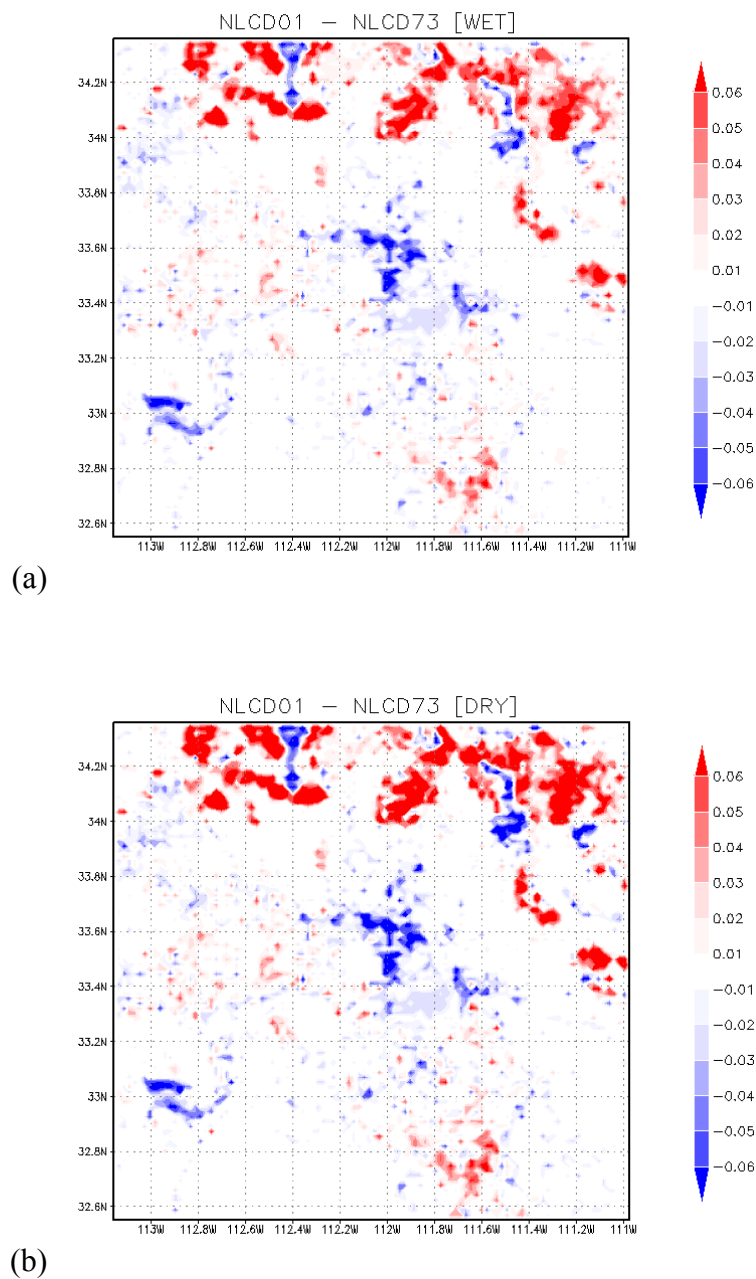 NLCD01 – NLCD73 [WET]
34.2N
34N
33.8N
33.6N
33.4N
33.2N
33N
32.8N
32.6N
113W 112.8W 112.6W 112.4W 112.2W 112W 111.8W 111.6W 111.4W 111.2W 111W
0.06
0.05
0.04
0.03
0.02
0.01
−0.01
−0.02
−0.03
−0.04
−0.05
−0.06
(a)
NLCD01 – NLCD73 [DRY]
34.2N
34N
33.8N
33.6N
33.4N
33.2N
33N
32.8N
32.6N
113W 112.8W 112.6W 112.4W 112.2W 112W 111.8W 111.6W 111.4W 111.2W 111W
0.06
0.05
0.04
0.03
0.02
0.01
−0.01
−0.02
−0.03
−0.04
−0.05
−0.06
(b)